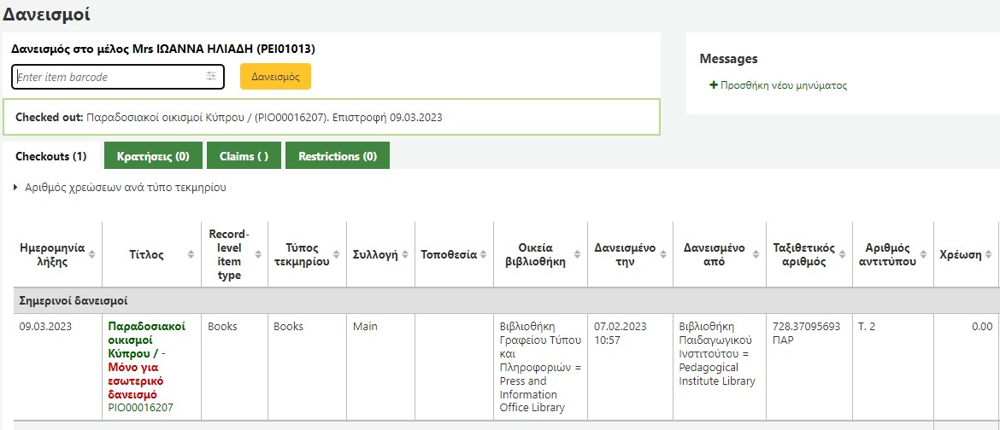 Δανεισμοί
Δανεισμός στο μέλος Mrs ΙΩΑΝΝΑ ΗΛΙΑΔΗ (PEI01013)
Enter item barcode
Δανεισμός
Messages
+ Προσθήκη νέου μηνύματος
Checked out: Παραδοσιακοί οικισμοί Κύπρου / (PIO00016207). Επιστροφή 09.03.2023
Checkouts (1)
Κρατήσεις (0)
Claims ( )
Restrictions (0)
Αριθμός χρεώσεων ανά τύπο τεκμηρίου
Ημερομηνία
λήξης
Τίτλος
Record-
level
item
type
Τύπος
τεκμηρίου
Συλλογή
Τοποθεσία
Οικεία
βιβλιοθήκη
Δανεισμένο
την
Δανεισμένο
από
Ταξιθετικός
αριθμός
Αριθμός
αντιτύπου
Χρέωση
Σημερινοί δανεισμοί
09.03.2023
Παραδοσιακοί
οικισμοί
Κύπρου / -
Μόνο για
εσωτερικό
δανεισμό
PIO00016207
Books
Books
Main
Βιβλιοθήκη
Γραφείου Τύπου
και
Πληροφοριών =
Press and
Information
Office Library
07.02.2023
10:57
Βιβλιοθήκη
Παιδαγωγικού
Ινστιτούτου =
Pedagogical
Institute Library
728.37095693
ΠΑΡ
Τ. 2
0.00